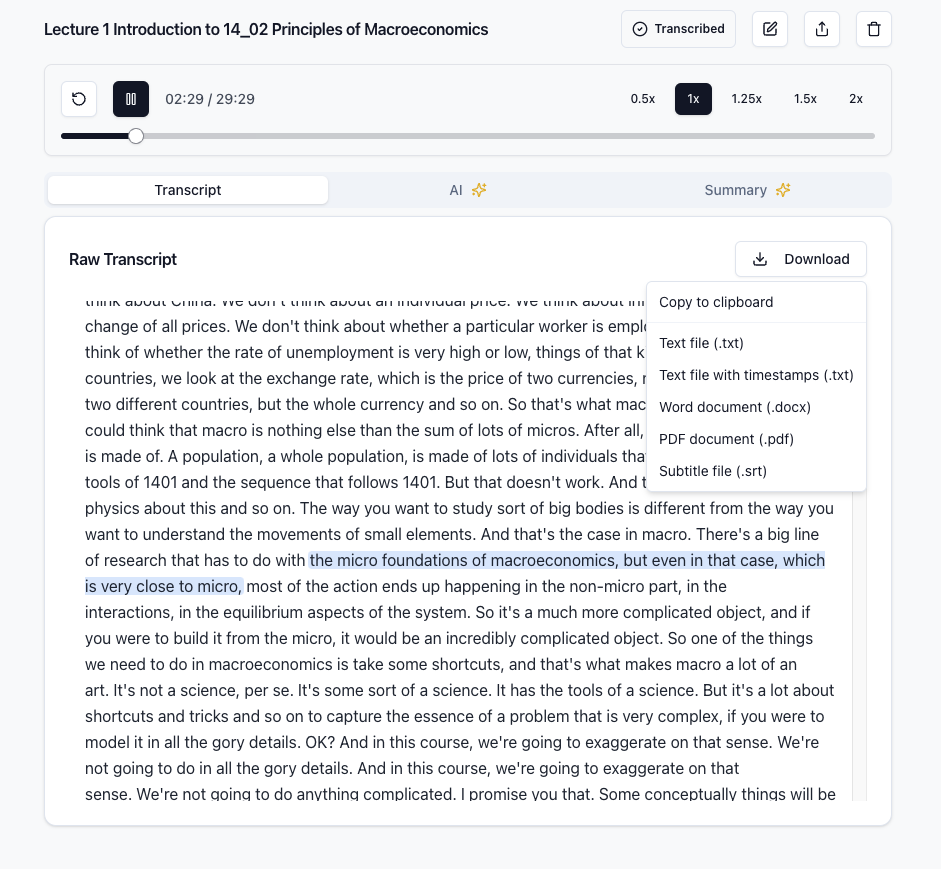 Lecture 1 Introduction to 14_02 Principles of Macroeconomics
Transcribed
02:29 / 29:29
0.5x
1x
1.25x
1.5x
2x
Transcript
AI
Summary
Raw Transcript
Download
Copy to clipboard
Text file (.txt)
Text file with timestamps (.txt)
Word document (.docx)
PDF document (.pdf)
Subtitle file (.srt)
think about China. We don't think about an individual price. We think about
change of all prices. We don't think about whether a particular worker is
think of whether the rate of unemployment is very high or low, things of that
countries, we look at the exchange rate, which is the price of two currencies,
two different countries, but the whole currency and so on. So that's what
could think that macro is nothing else than the sum of lots of micros. After all,
is made of. A population, a whole population, is made of lots of individuals
tools of 1401 and the sequence that follows 1401. But that doesn't work. And
physics about this and so on. The way you want to study sort of big bodies is different from the way you
want to understand the movements of small elements. And that's the case in macro. There's a big line
of research that has to do with the micro foundations of macroeconomics, but even in that case, which
is very close to micro, most of the action ends up happening in the non-micro part, in the
interactions, in the equilibrium aspects of the system. So it's a much more complicated object, and if
you were to build it from the micro, it would be an incredibly complicated object. So one of the things
we need to do in macroeconomics is take some shortcuts, and that's what makes macro a lot of an
art. It's not a science, per se. It's some sort of a science. It has the tools of a science. But it's a lot about
shortcuts and tricks and so on to capture the essence of a problem that is very complex, if you were to
model it in all the gory details. OK? And in this course, we're going to exaggerate on that sense. We're
not going to do in all the gory details. And in this course, we're going to exaggerate on that
sense. We're not going to do anything complicated. I promise you that. Some conceptually things will be